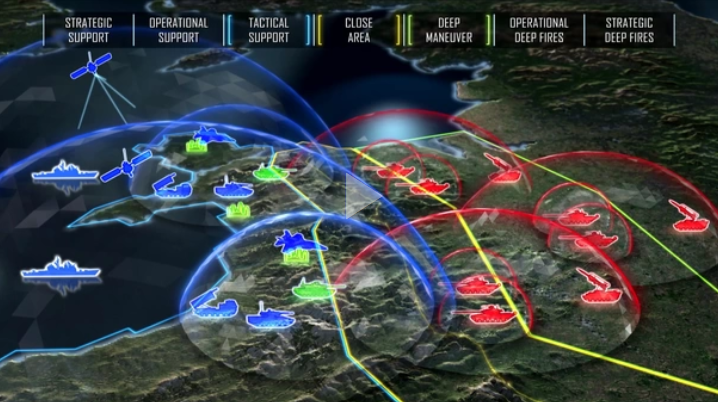 STRATEGIC SUPPORT
OPERATIONAL SUPPORT
TACTICAL SUPPORT
CLOSE AREA
DEEP MANEUVER
OPERATIONAL DEEP FIRES
STRATEGIC DEEP FIRES